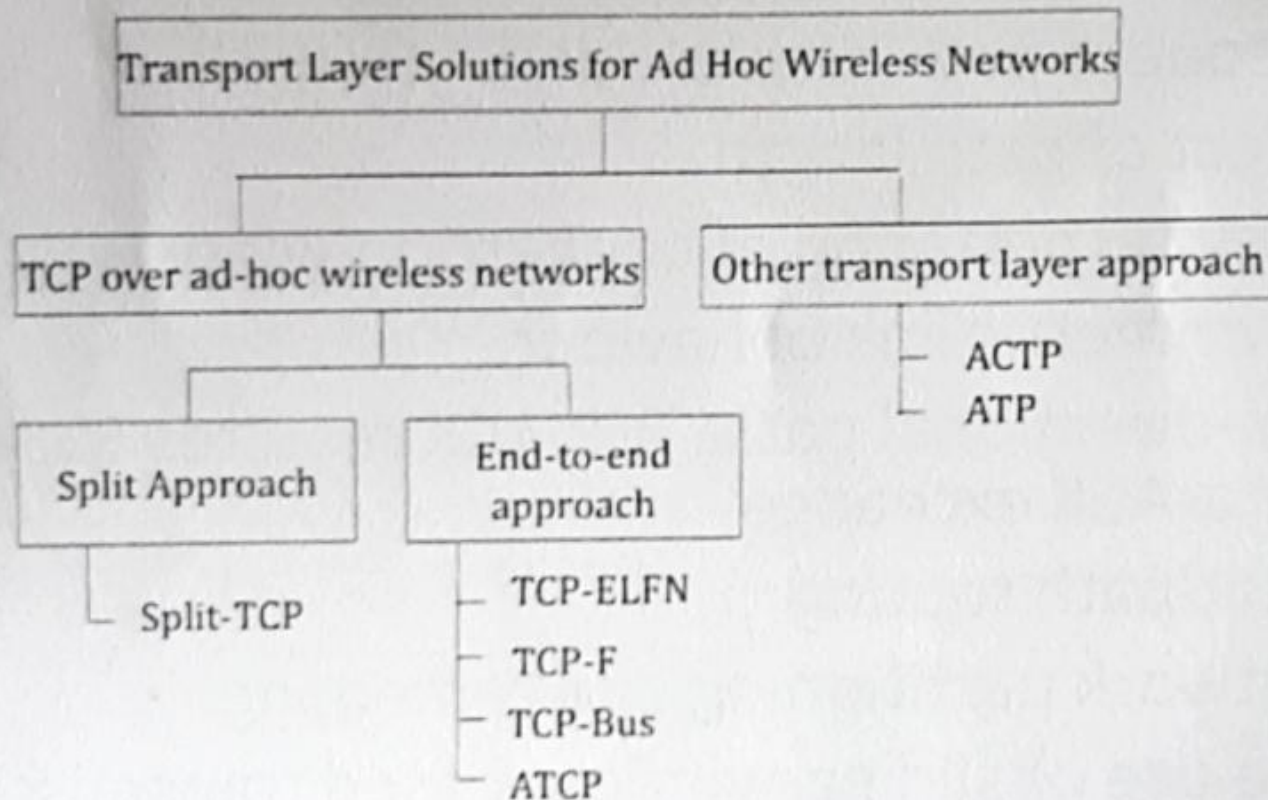 Transport Layer Solutions for Ad Hoc Wireless Networks
TCP over ad-hoc wireless networks
Other transport layer approach
ACTP
ATP
Split Approach
End-to-end
approach
Split-TCP
TCP-ELFN
TCP-F
TCP-Bus
ATCP